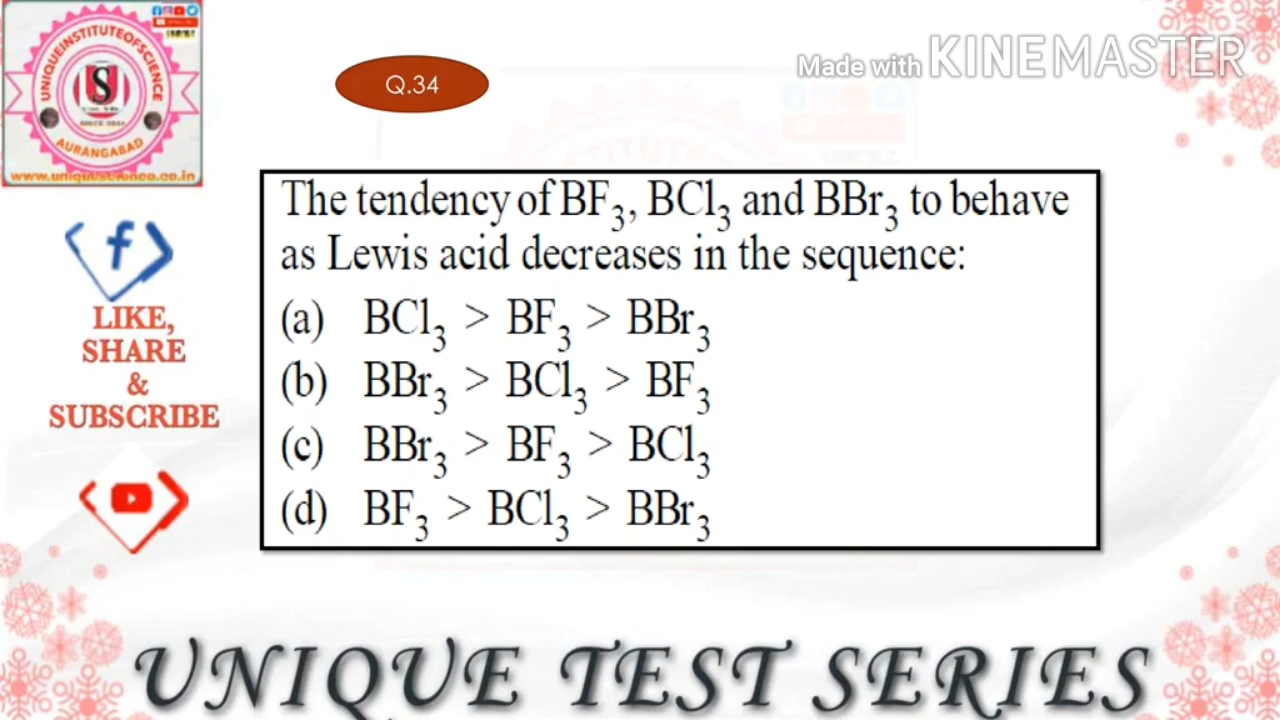 UNIQUEINSTITUTEOFSCIENCE
S
AURANGABAD
Q.34
Made with KINEMASTER
The tendency of BF₃, BCl₃ and BBr₃ to behave
as Lewis acid decreases in the sequence:
(a) BCl₃ > BF₃ > BBr₃
(b) BBr₃ > BCl₃ > BF₃
(c) BBr₃ > BF₃ > BCl₃
(d) BF₃ > BCl₃ > BBr₃
f
LIKE,
SHARE
&
SUBSCRIBE
UNIQUE TEST SERIES